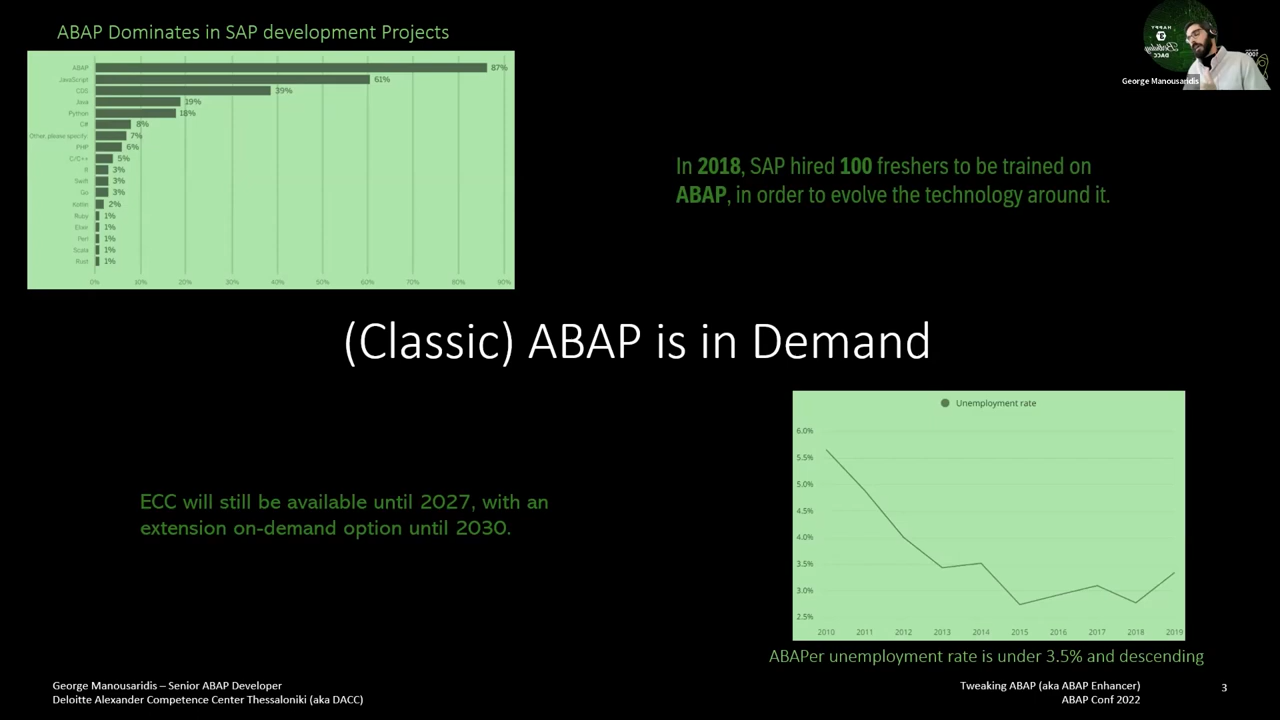 ABAP Dominates in SAP development Projects
ABAP 87%
JavaScript 61%
CDS 39%
Java 19%
Python 18%
C# 8%
Other, please specify: 7%
PHP 6%
C/C++ 5%
R 3%
Swift 3%
Go 3%
Kotlin 2%
Ruby 1%
Elixir 1%
Perl 1%
Scala 1%
Rust 1%
0% 10% 20% 30% 40% 50% 60% 70% 80% 90%
HAPPY
Birthday
DACC
George Manousaridis
In 2018, SAP hired 100 freshers to be trained on
ABAP, in order to evolve the technology around it.
(Classic) ABAP is in Demand
ECC will still be available until 2027, with an
extension on-demand option until 2030.
Unemployment rate
6.0%
5.5%
5.0%
4.5%
4.0%
3.5%
3.0%
2.5%
2010 2011 2012 2013 2014 2015 2016 2017 2018 2019
ABAPer unemployment rate is under 3.5% and descending
George Manousaridis – Senior ABAP Developer
Deloitte Alexander Competence Center Thessaloniki (aka DACC)
Tweaking ABAP (aka ABAP Enhancer)
ABAP Conf 2022
3